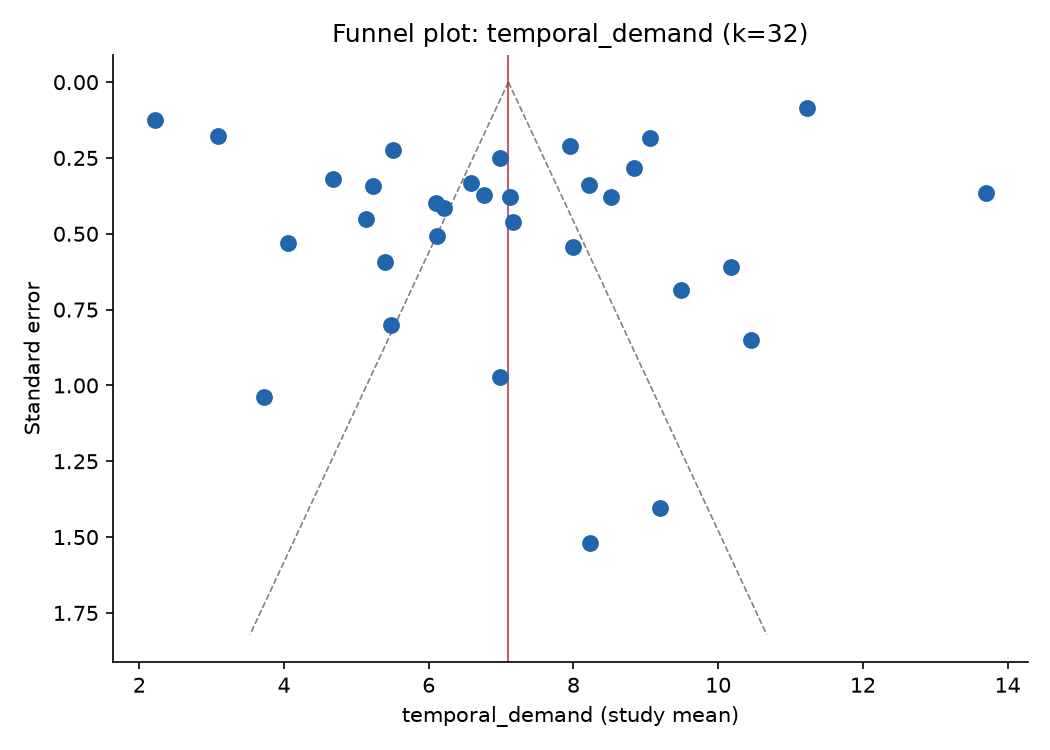 Funnel plot: temporal_demand (k=32)
0.00
0.25
0.50
0.75
1.00
1.25
1.50
1.75
Standard error
2 4 6 8 10 12 14
temporal_demand (study mean)